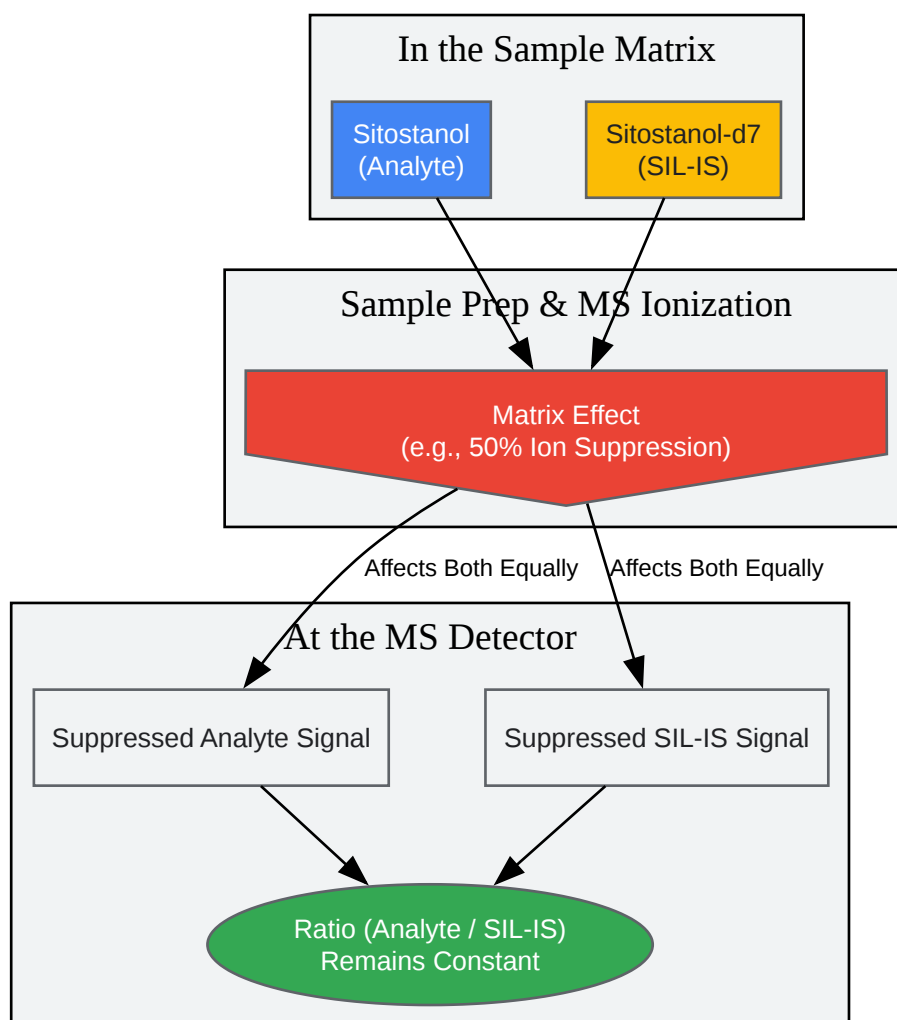 In the Sample Matrix
Sitostanol
(Analyte)
Sitostanol-d7
(SIL-IS)
Sample Prep & MS Ionization
Matrix Effect
(e.g., 50% Ion Suppression)
Affects Both Equally
Affects Both Equally
At the MS Detector
Suppressed Analyte Signal
Suppressed SIL-IS Signal
Ratio (Analyte / SIL-IS)
Remains Constant